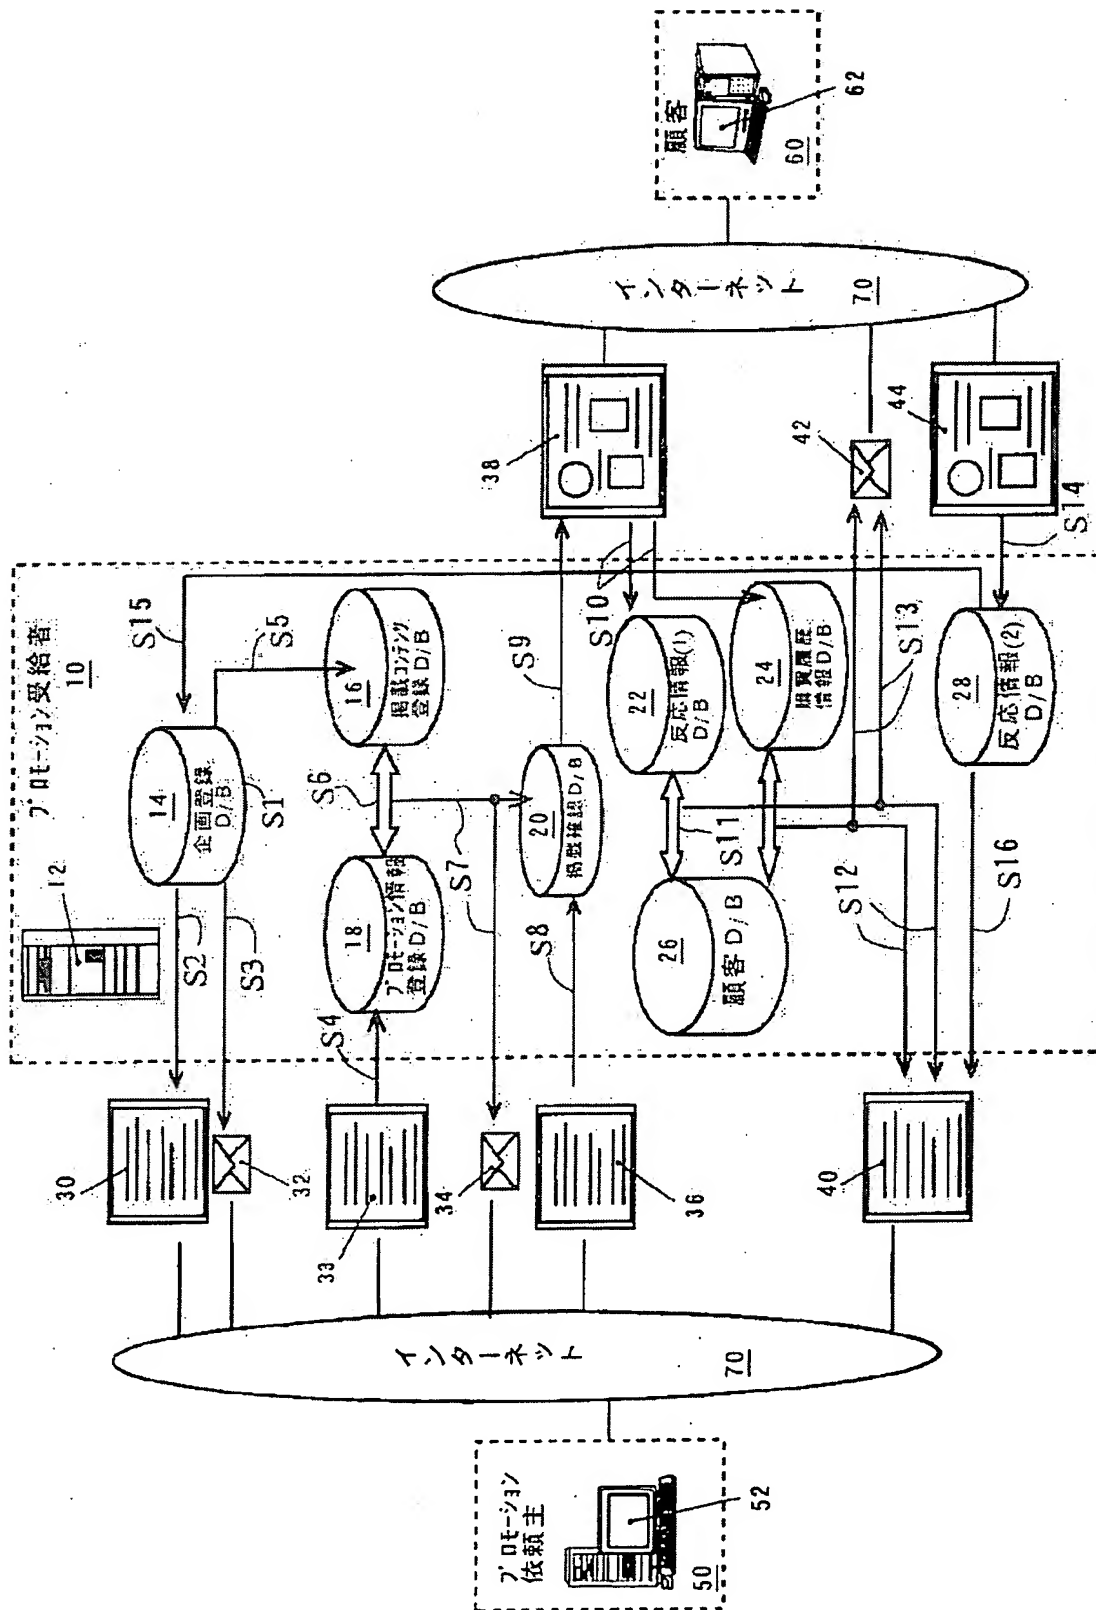 プロモーション受給者
10
12
14
企画登録
D/B
S1
S2
S3
S15
S5
16
掲載コンテンツ
登録 D/B
S6
18
プロモーション情報
登録 D/B
S4
S7
20
掲載確認 D/B
S8
S9
S10
22
反応情報(1)
D/B
24
購買履歴
情報 D/B
26
顧客 D/B
S11
S12
S13
28
反応情報(2)
D/B
S14
S16
30
32
33
34
36
40
38
42
44
インターネット
70
プロモーション
依頼主
50
52
インターネット
70
顧客
60
62